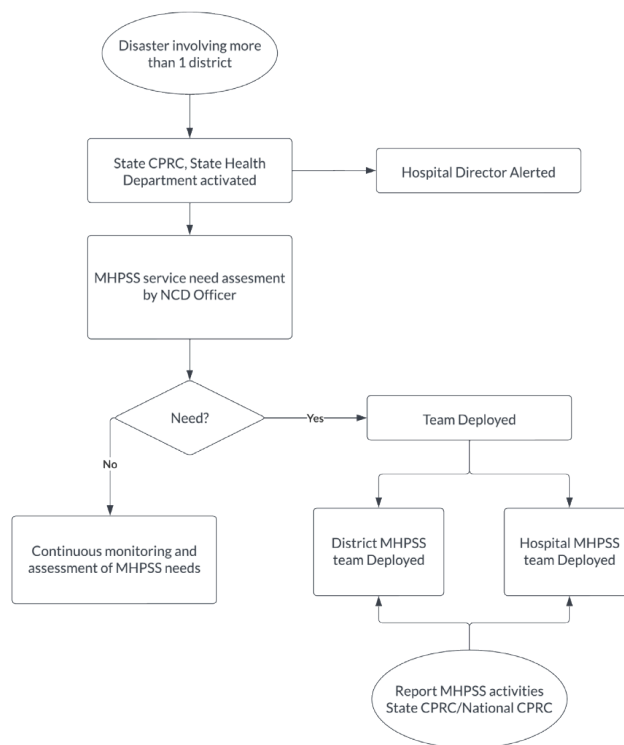 Disaster involving more
than 1 district
State CPRC, State Health
Department activated
Hospital Director Alerted
MHPSS service need assesment
by NCD Officer
Need?
Yes
Team Deployed
No
Continuous monitoring and
assessment of MHPSS needs
District MHPSS
team Deployed
Hospital MHPSS
team Deployed
Report MHPSS activities
State CPRC/National CPRC